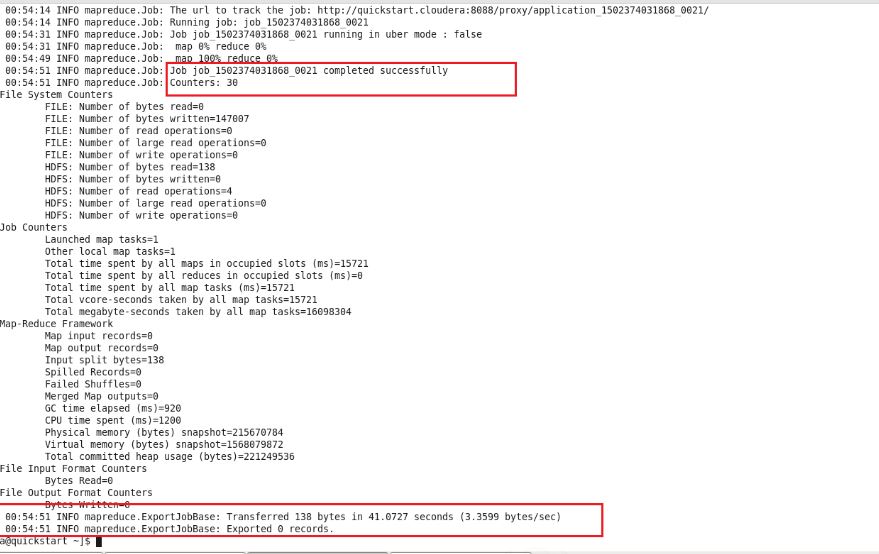 00:54:14 INFO mapreduce.Job: The url to track the job: http://quickstart.cloudera:8088/proxy/application_1502374031868_0021/
00:54:14 INFO mapreduce.Job: Running job: job_1502374031868_0021
00:54:31 INFO mapreduce.Job: Job job_1502374031868_0021 running in uber mode : false
00:54:31 INFO mapreduce.Job:  map 0% reduce 0%
00:54:49 INFO mapreduce.Job:  map 100% reduce 0%
00:54:51 INFO mapreduce.Job: Job job_1502374031868_0021 completed successfully
00:54:51 INFO mapreduce.Job: Counters: 30
File System Counters
FILE: Number of bytes read=0
FILE: Number of bytes written=147007
FILE: Number of read operations=0
FILE: Number of large read operations=0
FILE: Number of write operations=0
HDFS: Number of bytes read=138
HDFS: Number of bytes written=0
HDFS: Number of read operations=4
HDFS: Number of large read operations=0
HDFS: Number of write operations=0
Job Counters
Launched map tasks=1
Other local map tasks=1
Total time spent by all maps in occupied slots (ms)=15721
Total time spent by all reduces in occupied slots (ms)=0
Total time spent by all map tasks (ms)=15721
Total vcore-seconds taken by all map tasks=15721
Total megabyte-seconds taken by all map tasks=16098304
Map-Reduce Framework
Map input records=0
Map output records=0
Input split bytes=138
Spilled Records=0
Failed Shuffles=0
Merged Map outputs=0
GC time elapsed (ms)=920
CPU time spent (ms)=1200
Physical memory (bytes) snapshot=215670784
Virtual memory (bytes) snapshot=1568079872
Total committed heap usage (bytes)=221249536
File Input Format Counters
Bytes Read=0
File Output Format Counters
Bytes Written=0
00:54:51 INFO mapreduce.ExportJobBase: Transferred 138 bytes in 41.0727 seconds (3.3599 bytes/sec)
00:54:51 INFO mapreduce.ExportJobBase: Exported 0 records.
a@quickstart ~]$